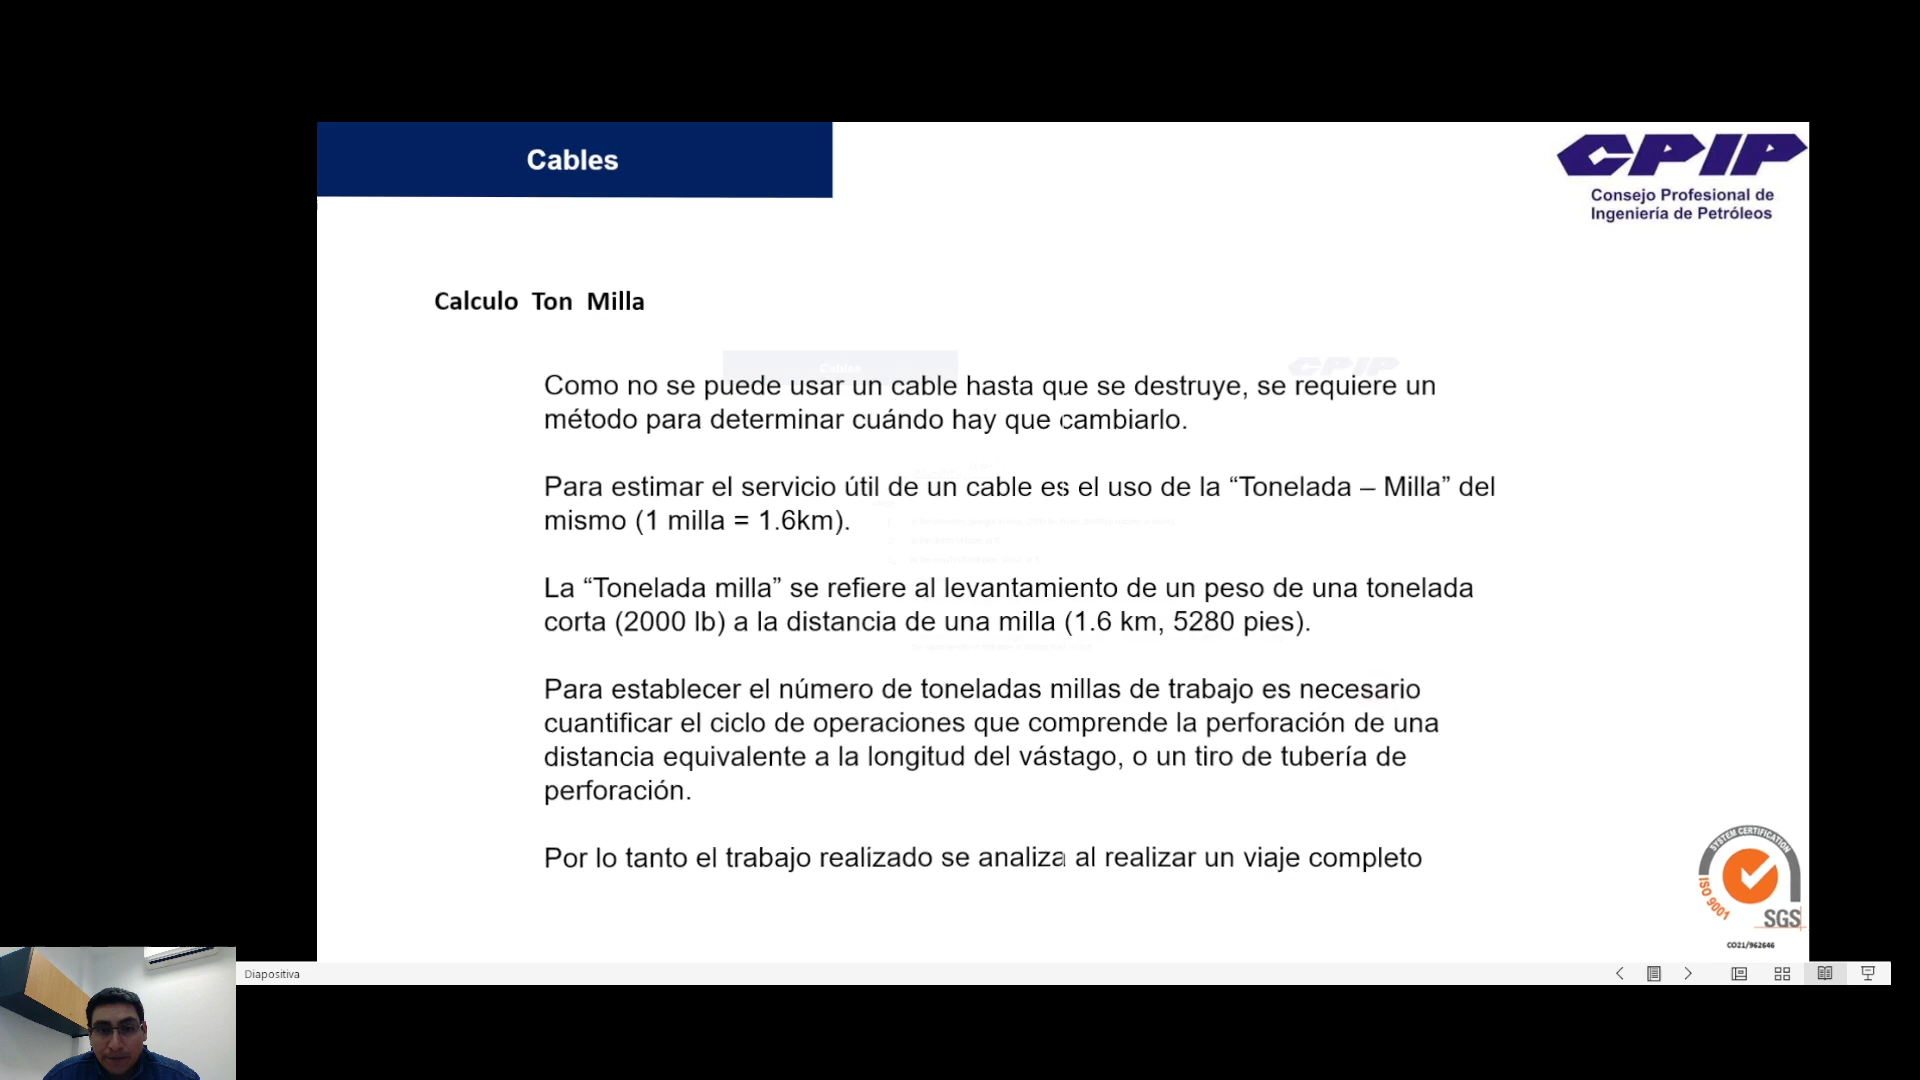 Cables
CPIP
Consejo Profesional de
Ingeniería de Petróleos
Calculo Ton Milla
Como no se puede usar un cable hasta que se destruye, se requiere un
método para determinar cuándo hay que cambiarlo.
Para estimar el servicio útil de un cable es el uso de la “Tonelada – Milla” del
mismo (1 milla = 1.6km).
La “Tonelada milla” se refiere al levantamiento de un peso de una tonelada
corta (2000 lb) a la distancia de una milla (1.6 km, 5280 pies).
Para establecer el número de toneladas millas de trabajo es necesario
cuantificar el ciclo de operaciones que comprende la perforación de una
distancia equivalente a la longitud del vástago, o un tiro de tubería de
perforación.
Por lo tanto el trabajo realizado se analiza al realizar un viaje completo
SYSTEM CERTIFICATION
ISO 9001
SGS
CO21/962646
Diapositiva